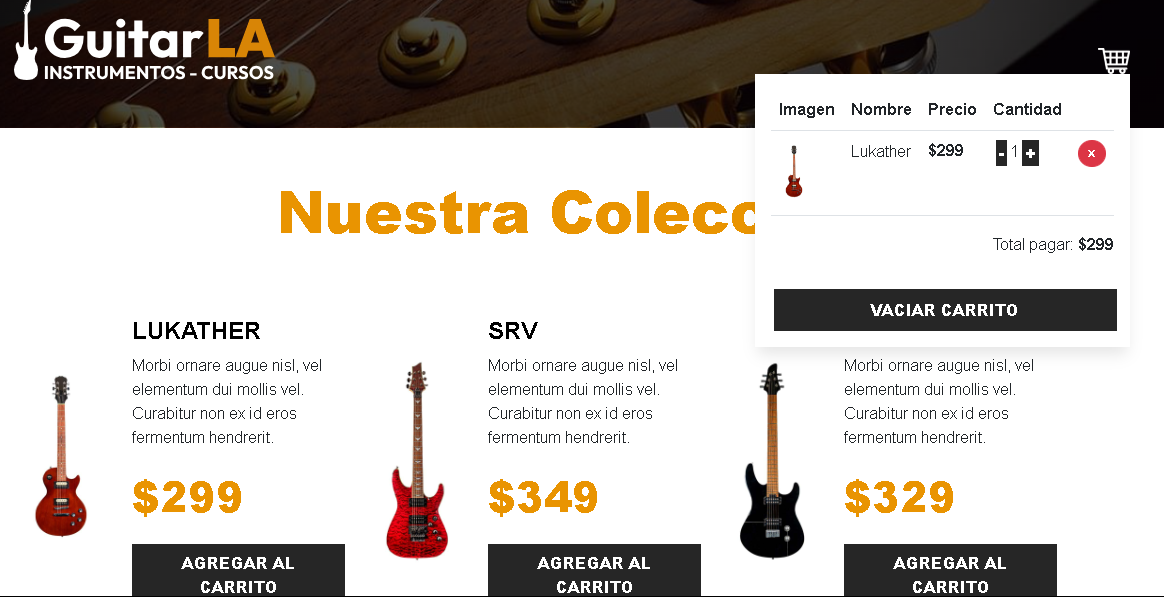 GuitarLA
INSTRUMENTOS - CURSOS
Imagen Nombre Precio Cantidad
Lukather $299 - 1 + x
Total pagar: $299
VACIAR CARRITO
Nuestra Colecc
LUKATHER
Morbi ornare augue nisl, vel
elementum dui mollis vel.
Curabitur non ex id eros
fermentum hendrerit.
$299
AGREGAR AL
CARRITO
SRV
Morbi ornare augue nisl, vel
elementum dui mollis vel.
Curabitur non ex id eros
fermentum hendrerit.
$349
AGREGAR AL
CARRITO
Morbi ornare augue nisl, vel
elementum dui mollis vel.
Curabitur non ex id eros
fermentum hendrerit.
$329
AGREGAR AL
CARRITO